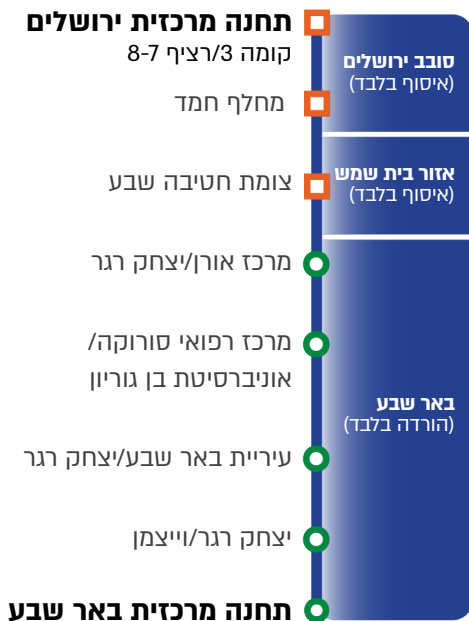 תחנה מרכזית ירושלים
קומה 3/רציף 8-7
סובב ירושלים
(איסוף בלבד)
מחלף חמד
אזור בית שמש
(איסוף בלבד)
צומת חטיבה שבע
מרכז אורן/יצחק רגר
מרכז רפואי סורוקה/
אוניברסיטת בן גוריון
באר שבע
(הורדה בלבד)
עיריית באר שבע/יצחק רגר
יצחק רגר/וייצמן
תחנה מרכזית באר שבע